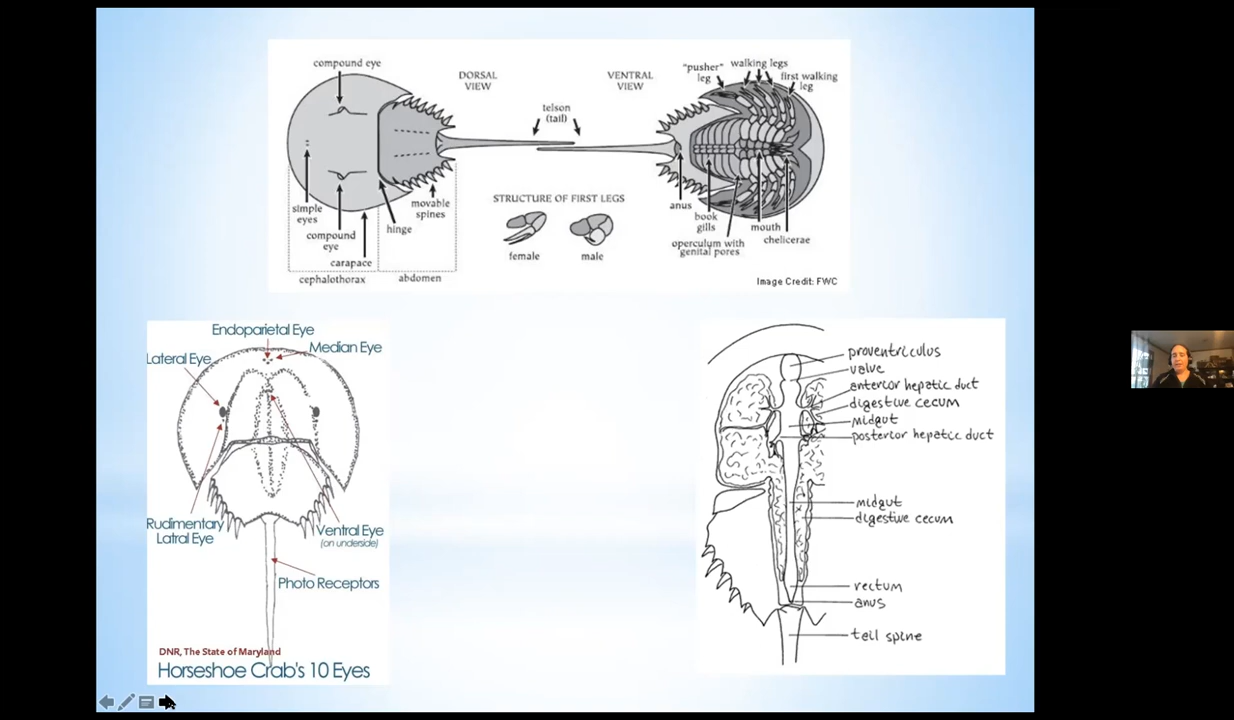 compound eye
DORSAL
VIEW
VENTRAL
VIEW
"pusher"
leg
walking legs
first walking
leg
telson
(tail)
simple
eyes
compound
eye
carapace
hinge
movable
spines
cephalothorax
abdomen
STRUCTURE OF FIRST LEGS
female
male
anus
book
gills
operculum with
genital pores
mouth
chelicerae
Image Credit: FWC
Endoparietal Eye
Median Eye
Lateral Eye
Rudimentary
Latral Eye
Ventral Eye
(on underside)
Photo Receptors
DNR, The State of Maryland
Horseshoe Crab's 10 Eyes
proventriculus
valve
anterior hepatic duct
digestive cecum
midgut
posterior hepatic duct
midgut
digestive cecum
rectum
anus
tail spine